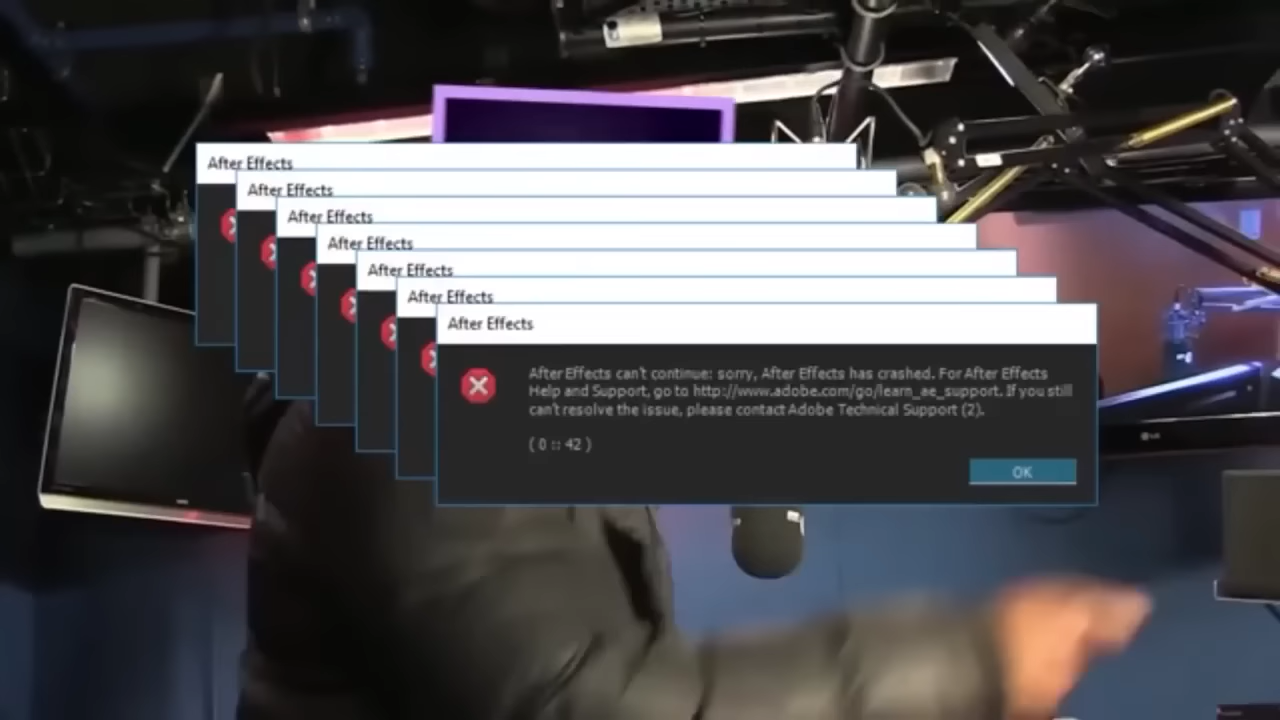 After Effects
After Effects
After Effects
After Effects
After Effects
After Effects
After Effects
After Effects can't continue: sorry, After Effects has crashed. For After Effects
Help and Support, go to http://www.adobe.com/go/learn_ae_support. If you still
can't resolve the issue, please contact Adobe Technical Support (2).
( 0 :: 42 )
OK
LG